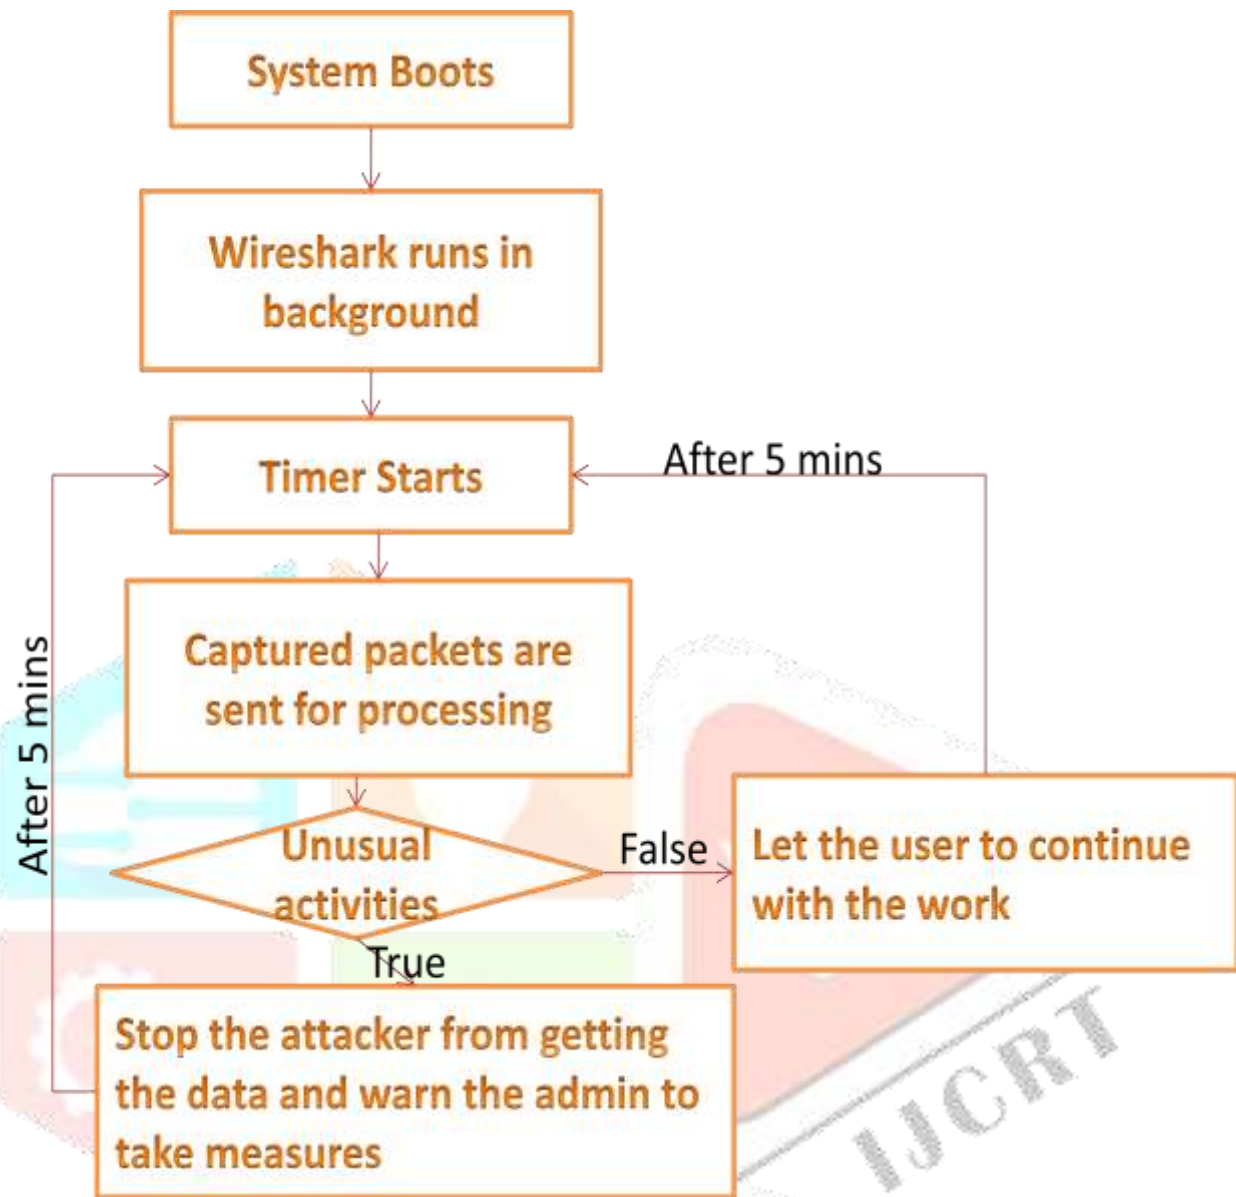 System Boots
Wireshark runs in
background
Timer Starts
After 5 mins
Captured packets are
sent for processing
After 5 mins
Unusual
activities
False
Let the user to continue
with the work
True
Stop the attacker from getting
the data and warn the admin to
take measures
IJCRT